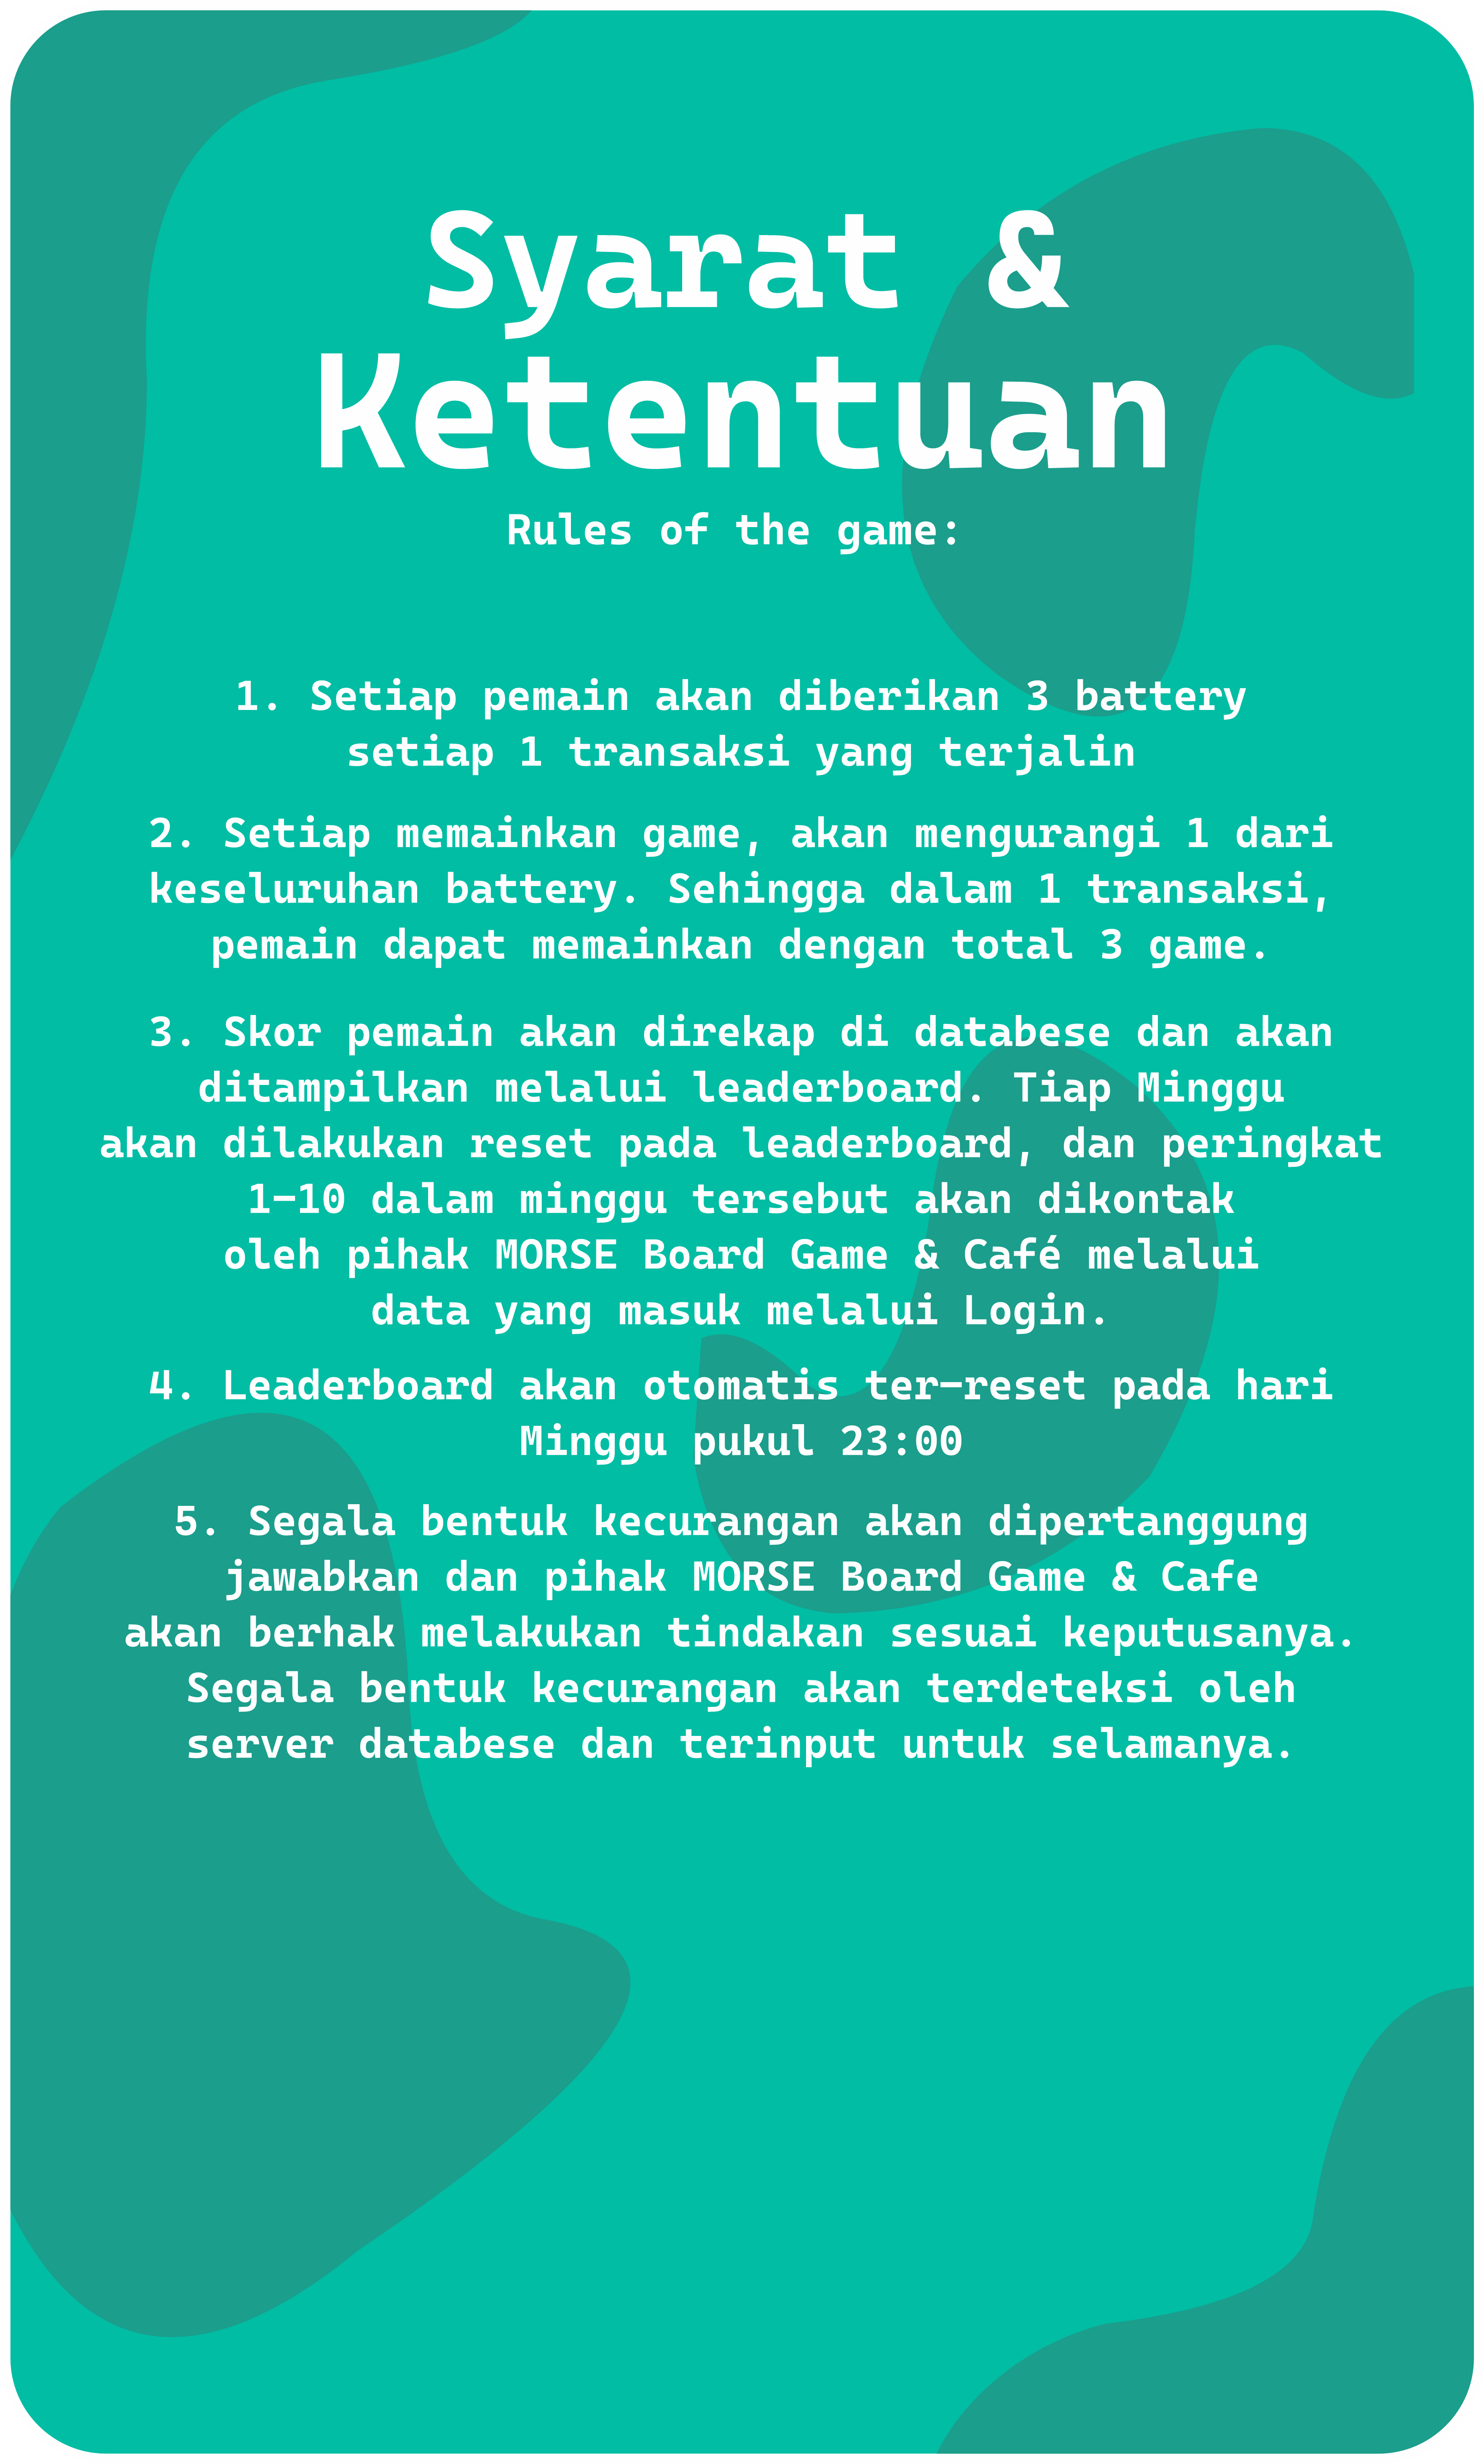 Syarat &
Ketentuan
Rules of the game:
1. Setiap pemain akan diberikan 3 battery
setiap 1 transaksi yang terjalin
2. Setiap memainkan game, akan mengurangi 1 dari
keseluruhan battery. Sehingga dalam 1 transaksi,
pemain dapat memainkan dengan total 3 game.
3. Skor pemain akan direkap di databese dan akan
ditampilkan melalui leaderboard. Tiap Minggu
akan dilakukan reset pada leaderboard, dan peringkat
1-10 dalam minggu tersebut akan dikontak
oleh pihak MORSE Board Game & Café melalui
data yang masuk melalui Login.
4. Leaderboard akan otomatis ter-reset pada hari
Minggu pukul 23:00
5. Segala bentuk kecurangan akan dipertanggung
jawabkan dan pihak MORSE Board Game & Cafe
akan berhak melakukan tindakan sesuai keputusanya.
Segala bentuk kecurangan akan terdeteksi oleh
server databese dan terinput untuk selamanya.